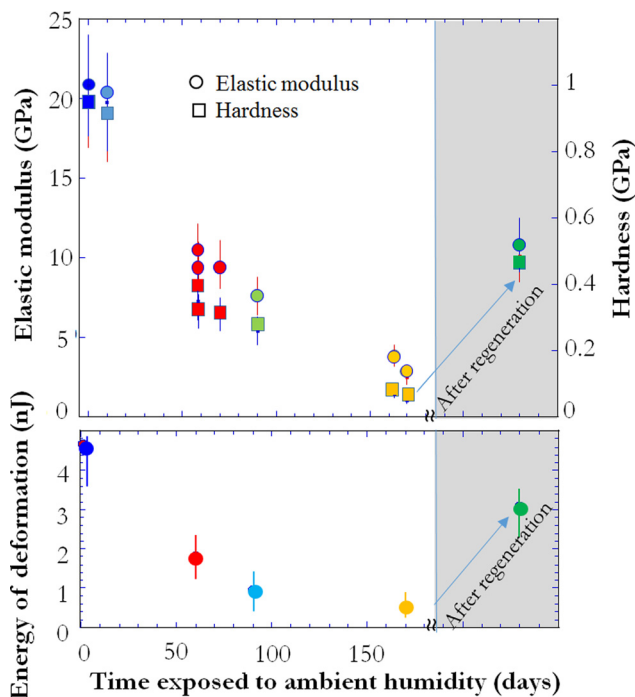 Elastic modulus (GPa)
25
20
15
10
5
0
Elastic modulus
Hardness
After regeneration
1
0.8
0.6
0.4
0.2
0
Hardness (GPa)
Energy of deformation (nJ)
4
3
2
1
0
After regeneration
0
50
100
150
Time exposed to ambient humidity (days)